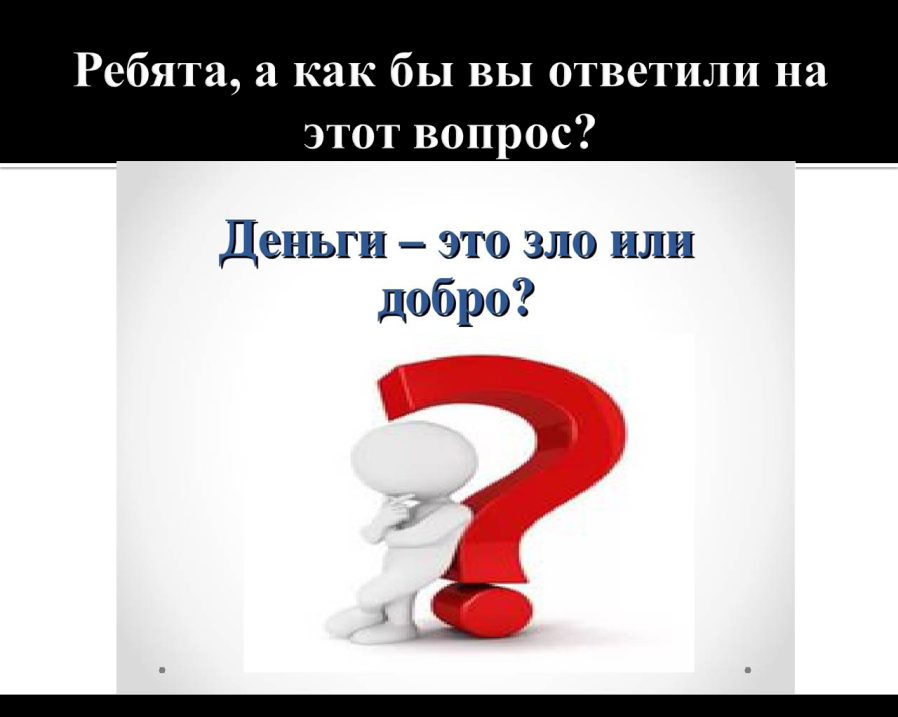 Ребята, а как бы вы ответили на
этот вопрос?
Деньги – это зло или
добро?